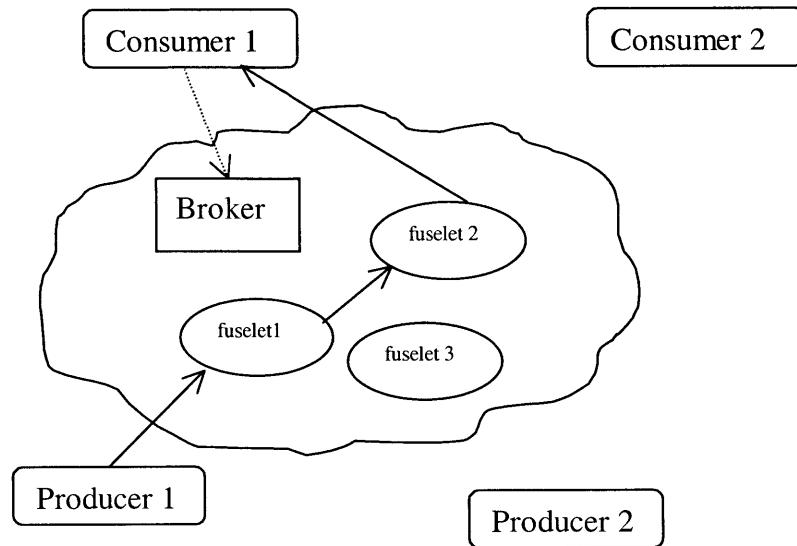 Consumer 1
Consumer 2
Broker
fuselet 2
fuselet1
fuselet 3
Producer 1
Producer 2